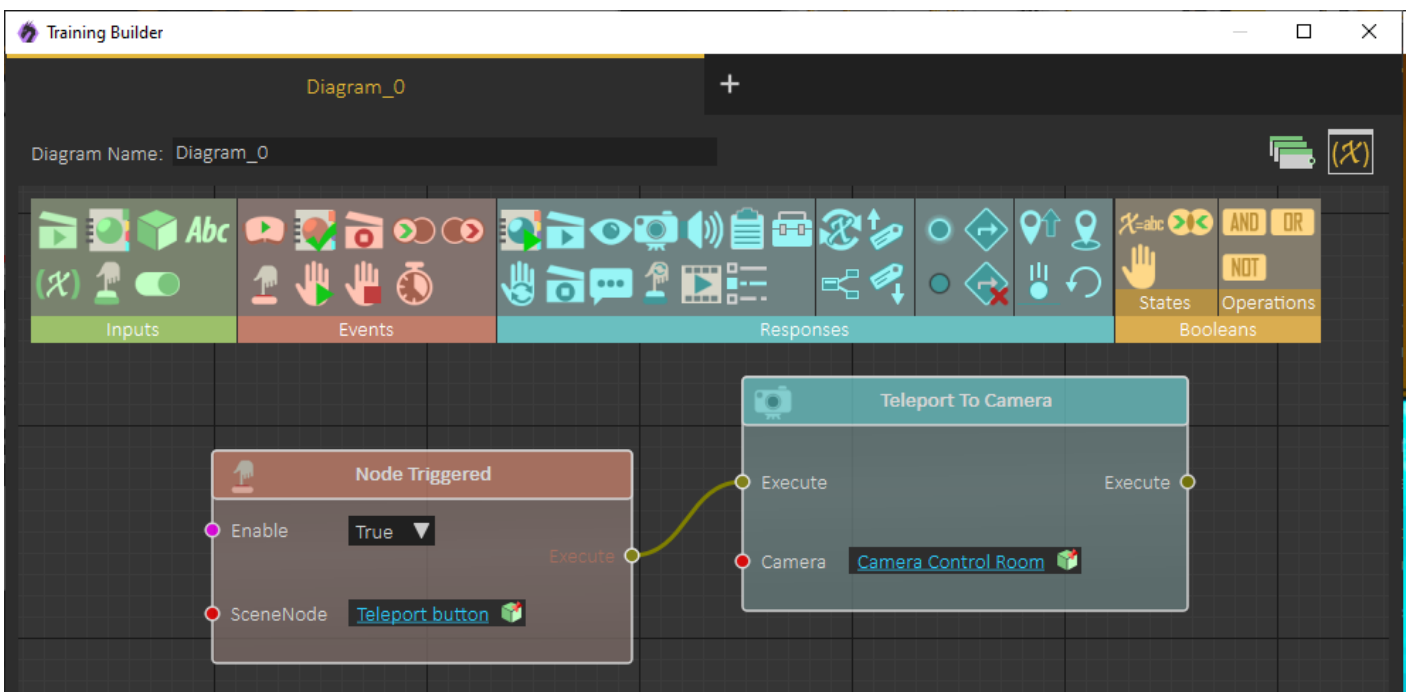 Training Builder
Diagram_0
+
Diagram Name: Diagram_0
(X)
Abc
X=abc
AND
OR
(X)
NOT
States
Operations
Inputs
Events
Responses
Booleans
Teleport To Camera
Node Triggered
Execute
Execute
Enable
True
Execute
Camera
Camera Control Room
SceneNode
Teleport button